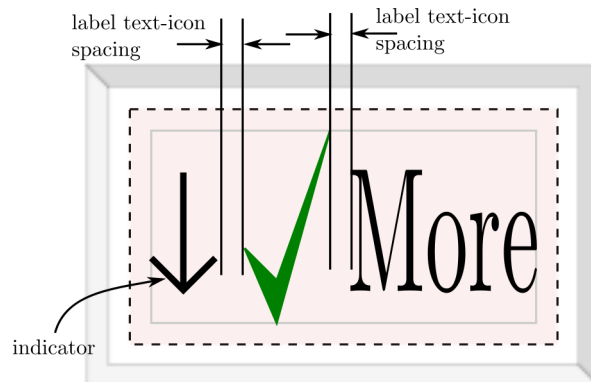 label text-icon
spacing
label text-icon
spacing
More
indicator